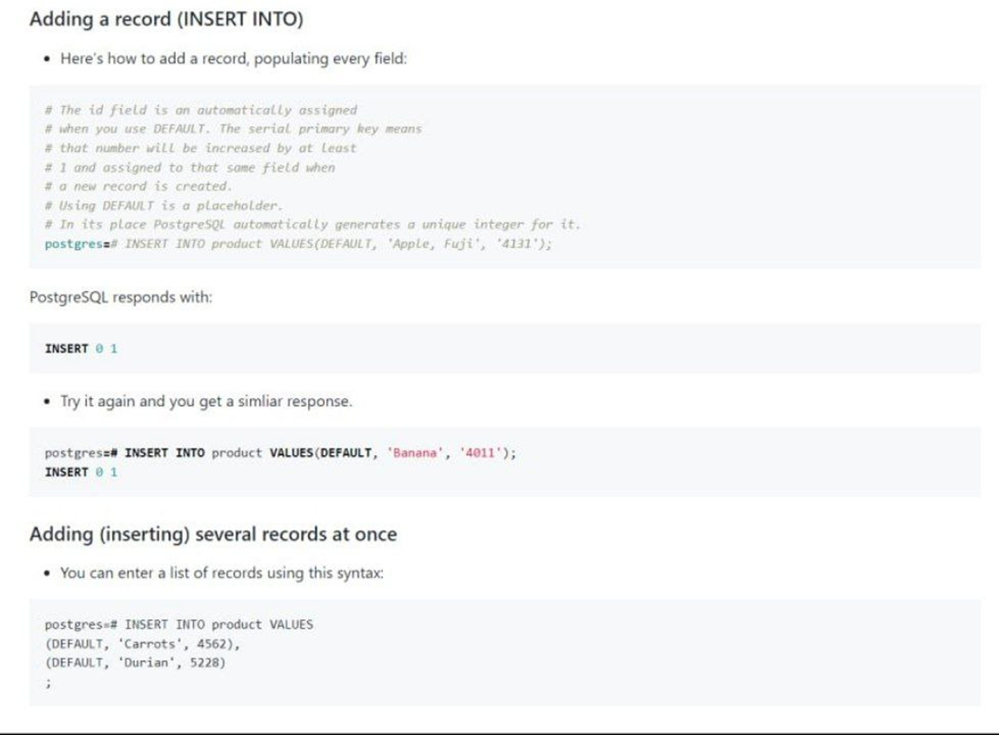 Adding a record (INSERT INTO)
• Here's how to add a record, populating every field:
# The id field is an automatically assigned
# when you use DEFAULT. The serial primary key means
# that number will be increased by at least
# 1 and assigned to that same field when
# a new record is created.
# Using DEFAULT is a placeholder.
# In its place PostgreSQL automatically generates a unique integer for it.
postgres=# INSERT INTO product VALUES(DEFAULT, 'Apple, Fuji', '4131');
PostgreSQL responds with:
INSERT 0 1
• Try it again and you get a simliar response.
postgres=# INSERT INTO product VALUES(DEFAULT, 'Banana', '4011');
INSERT 0 1
Adding (inserting) several records at once
• You can enter a list of records using this syntax:
postgres=# INSERT INTO product VALUES
(DEFAULT, 'Carrots', 4562),
(DEFAULT, 'Durian', 5228)
;